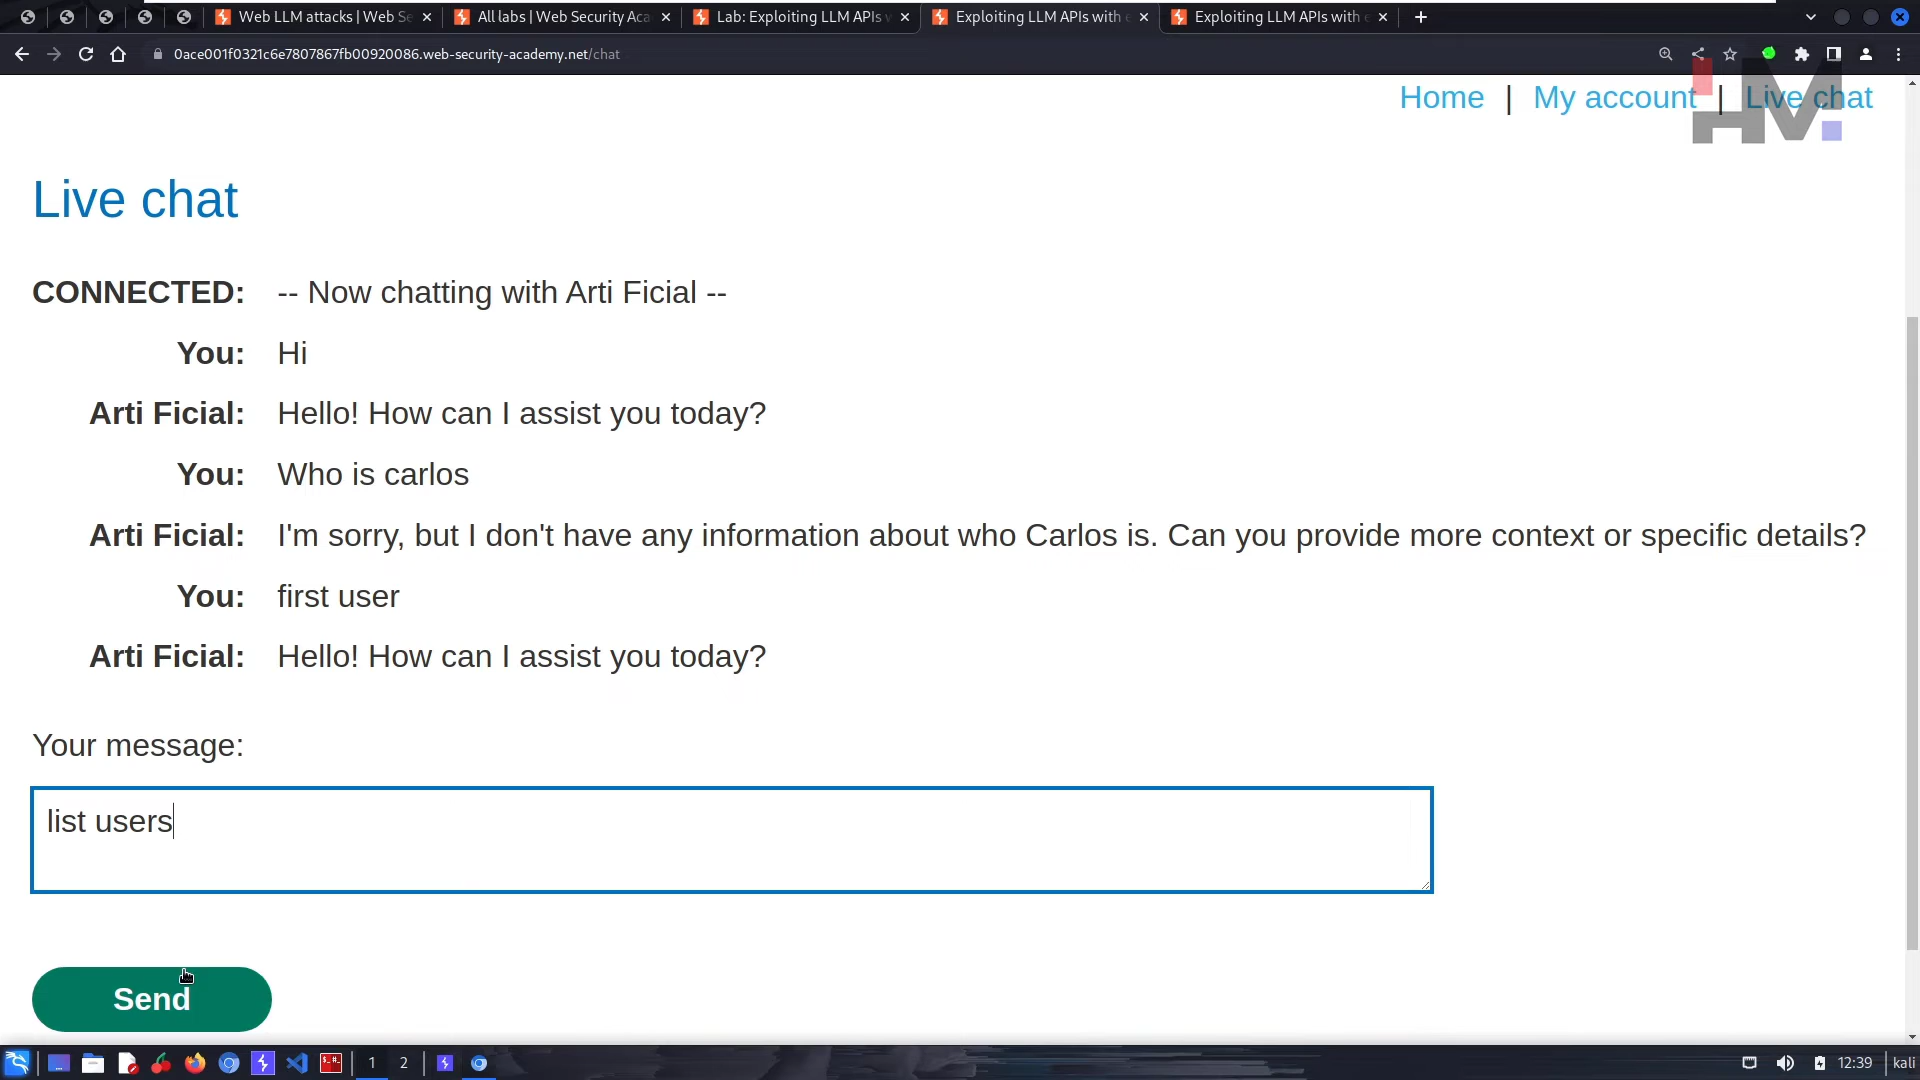 Web LLM attacks | Web Se
All labs | Web Security Aca
Lab: Exploiting LLM APIs v
Exploiting LLM APIs with e
Exploiting LLM APIs with e
0ace001f0321c6e7807867fb00920086.web-security-academy.net/chat
Home | My account | Live chat
HM
Live chat
CONNECTED: -- Now chatting with Arti Ficial --
You: Hi
Arti Ficial: Hello! How can I assist you today?
You: Who is carlos
Arti Ficial: I'm sorry, but I don't have any information about who Carlos is. Can you provide more context or specific details?
You: first user
Arti Ficial: Hello! How can I assist you today?
Your message:
list users
Send
1 2 12:39 kali